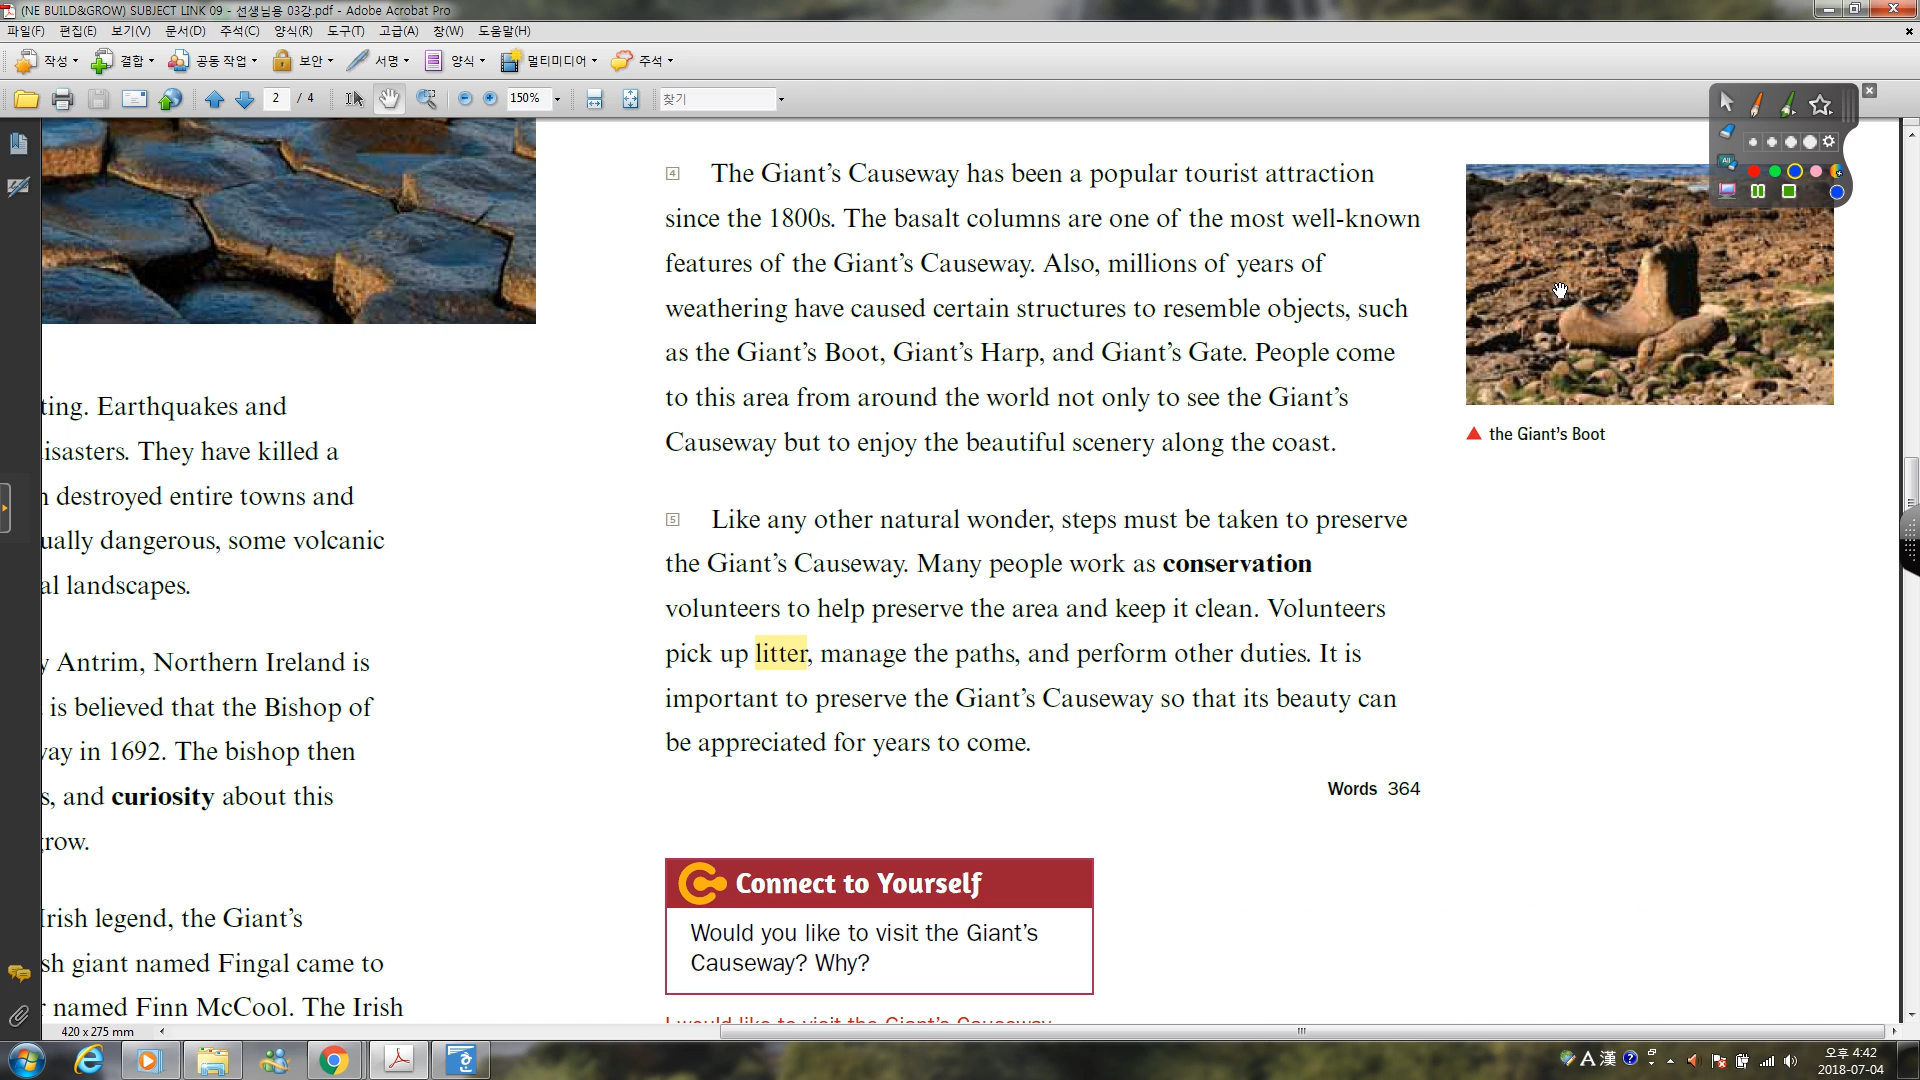 (NE BUILD&GROW) SUBJECT LINK 09 - 선생님용 03강.pdf - Adobe Acrobat Pro
파일(F) 편집(E) 보기(V) 문서(D) 주석(C) 양식(R) 도구(T) 고급(A) 창(W) 도움말(H)
작성 결합 공동 작업 보안 서명 양식 멀티미디어 주석
2 / 4 150% 찾기
4 The Giant's Causeway has been a popular tourist attraction
since the 1800s. The basalt columns are one of the most well-known
features of the Giant's Causeway. Also, millions of years of
weathering have caused certain structures to resemble objects, such
as the Giant's Boot, Giant's Harp, and Giant's Gate. People come
to this area from around the world not only to see the Giant's
Causeway but to enjoy the beautiful scenery along the coast.
▲ the Giant's Boot
5 Like any other natural wonder, steps must be taken to preserve
the Giant's Causeway. Many people work as conservation
volunteers to help preserve the area and keep it clean. Volunteers
pick up litter, manage the paths, and perform other duties. It is
important to preserve the Giant's Causeway so that its beauty can
be appreciated for years to come.
Words 364
Connect to Yourself
Would you like to visit the Giant's
Causeway? Why?
I would like to visit the Giant's Causeway
ting. Earthquakes and
isasters. They have killed a
destroyed entire towns and
ually dangerous, some volcanic
al landscapes.
y Antrim, Northern Ireland is
is believed that the Bishop of
way in 1692. The bishop then
s, and curiosity about this
grow.
Irish legend, the Giant's
sh giant named Fingal came to
r named Finn McCool. The Irish
420 x 275 mm
A 漢
오후 4:42
2018-07-04